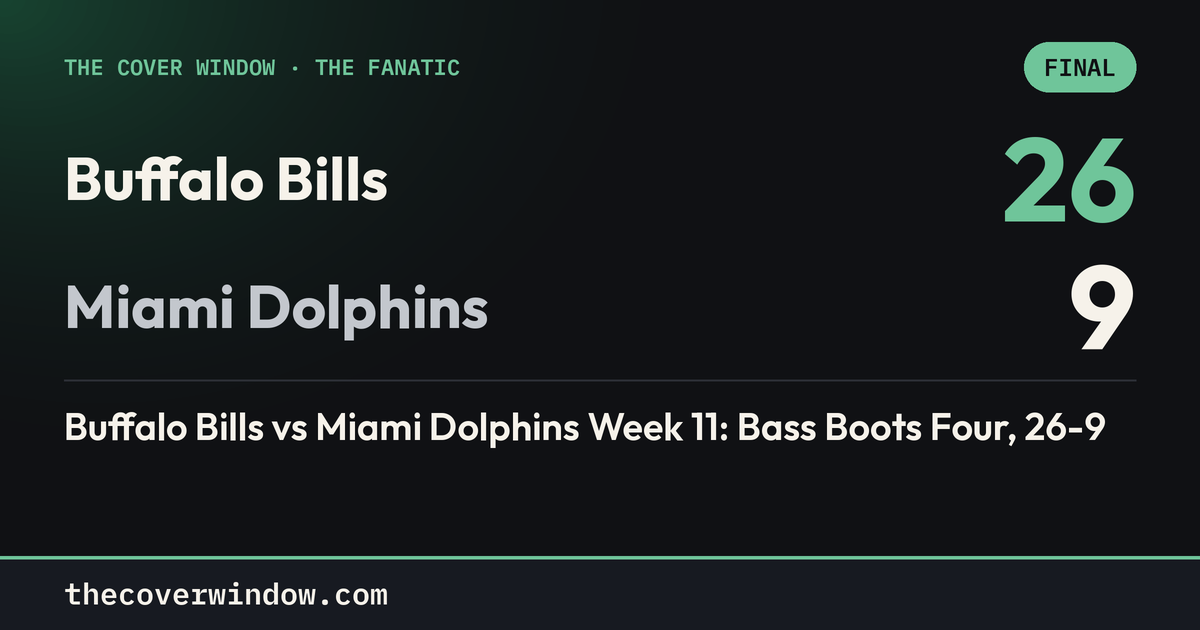 THE COVER WINDOW · THE FANATIC
FINAL
Buffalo Bills
26
Miami Dolphins
9
Buffalo Bills vs Miami Dolphins Week 11: Bass Boots Four, 26-9
thecoverwindow.com